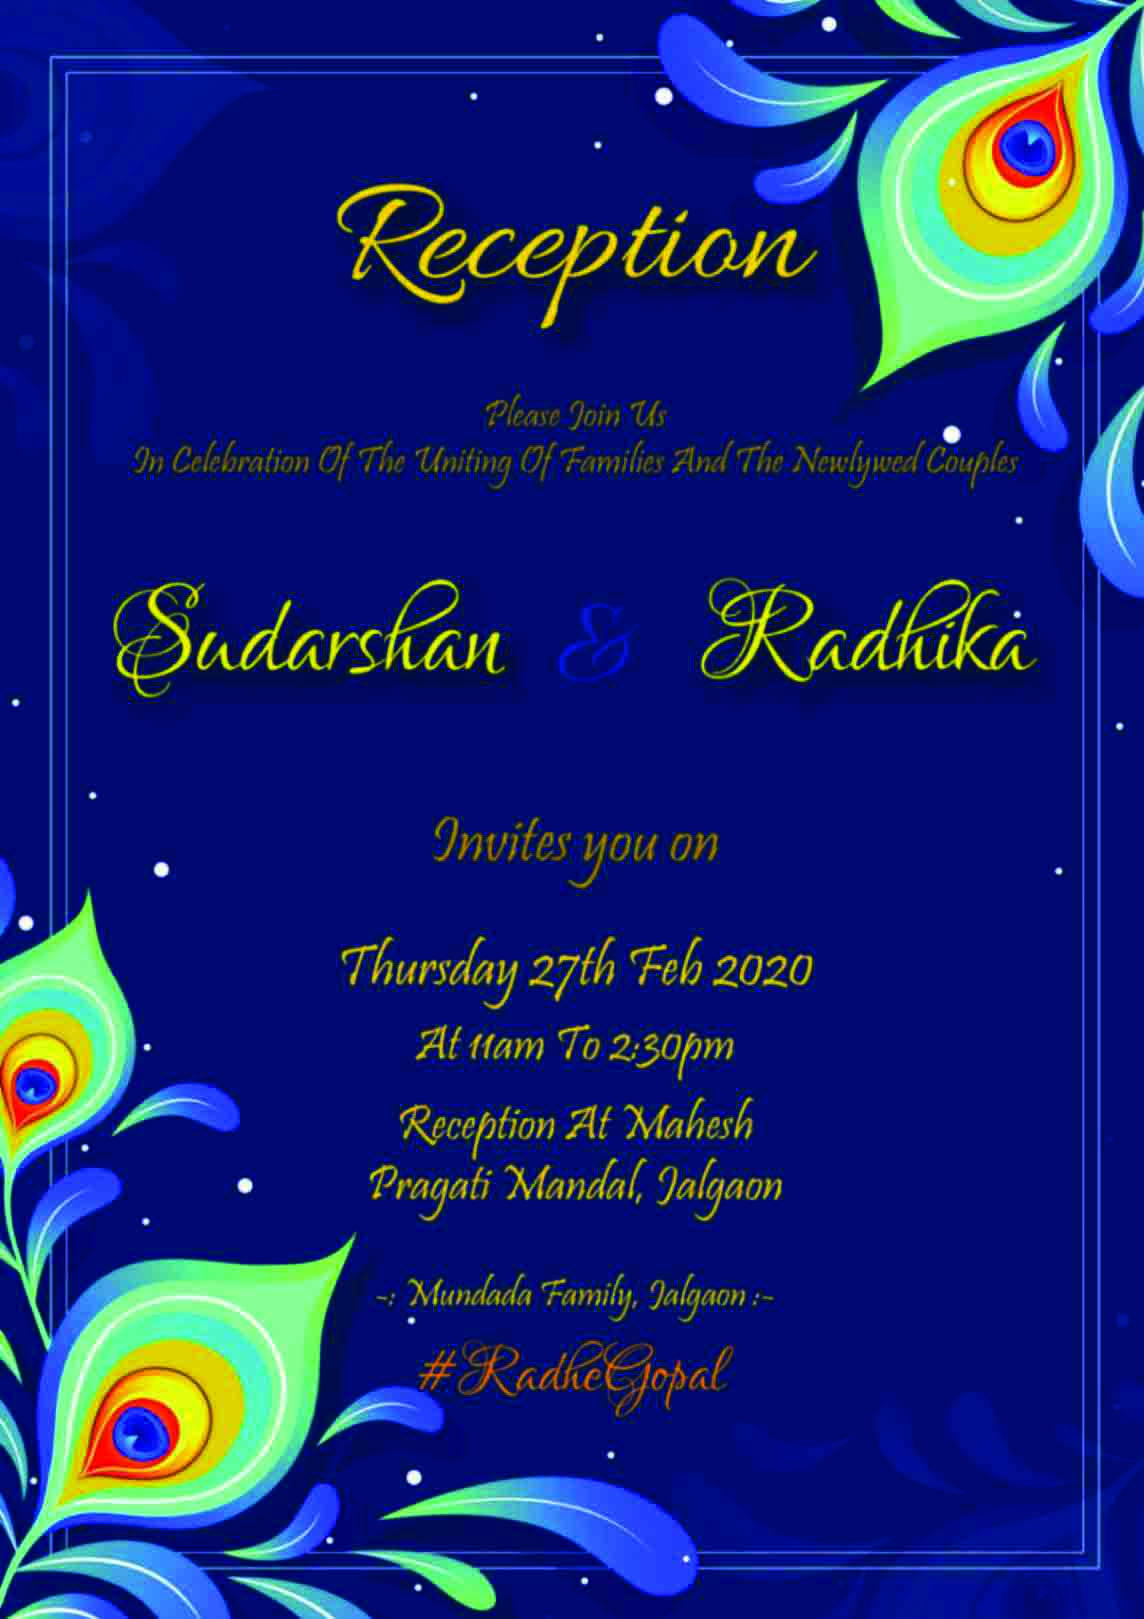 Reception
Please Join Us
In Celebration Of The Uniting Of Families And The Newlywed Couples
Sudarshan & Radhika
Invites you on
Thursday 27th Feb 2020
At 11am To 2:30pm
Reception At Mahesh
Pragati Mandal, Jalgaon
-: Mundada Family, Jalgaon :-
#RadheGopal